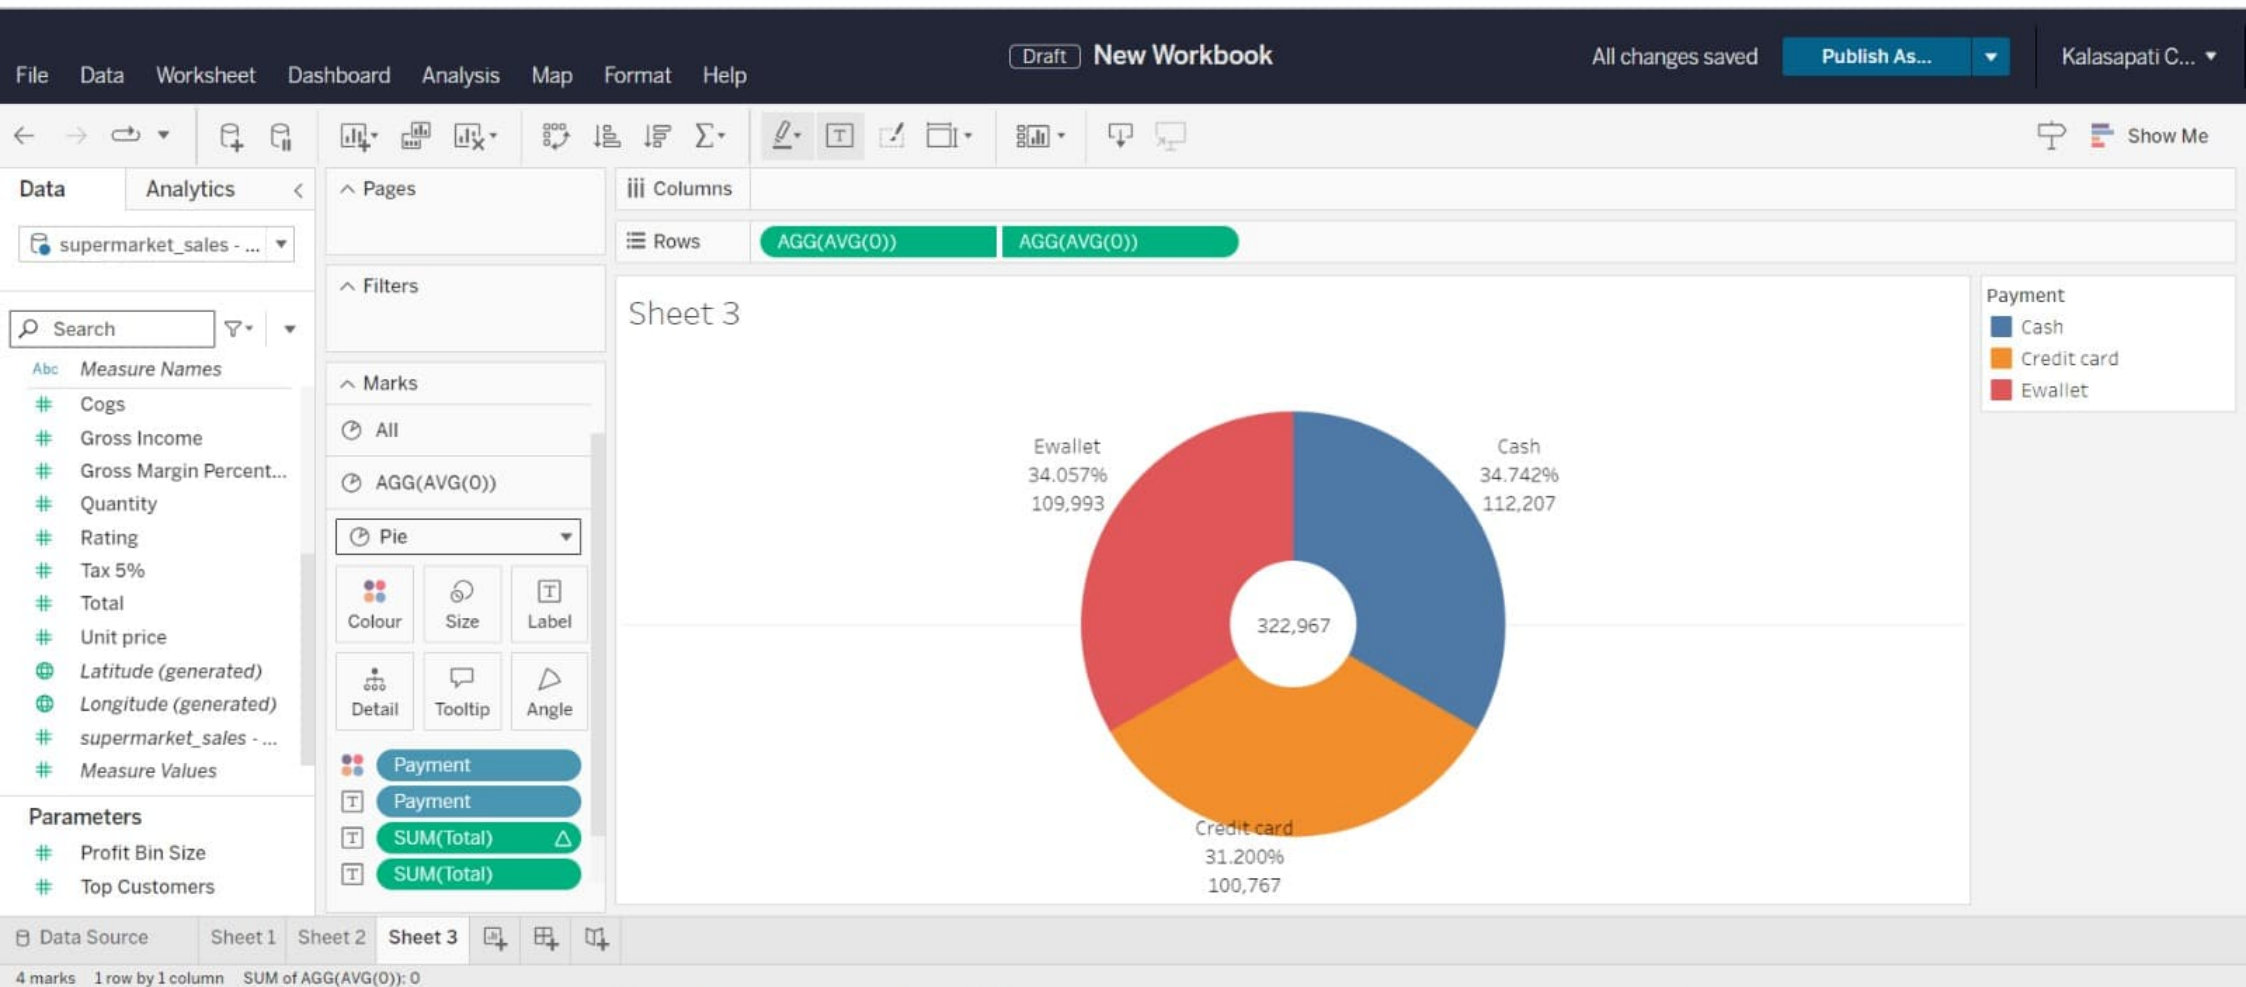 File Data Worksheet Dashboard Analysis Map Format Help
Draft New Workbook
All changes saved
Publish As...
Kalasapati C...
Show Me
Data
Analytics
supermarket_sales - ...
Search
Abc Measure Names
Cogs
Gross Income
Gross Margin Percent...
Quantity
Rating
Tax 5%
Total
Unit price
Latitude (generated)
Longitude (generated)
supermarket_sales - ...
Measure Values
Parameters
Profit Bin Size
Top Customers
Pages
Filters
Marks
All
AGG(AVG(0))
Pie
Colour Size Label
Detail Tooltip Angle
Payment
Payment
SUM(Total)
SUM(Total)
Columns
Rows AGG(AVG(0)) AGG(AVG(0))
Sheet 3
Ewallet
34.057%
109,993
Cash
34.742%
112,207
322,967
Credit card
31.200%
100,767
Payment
Cash
Credit card
Ewallet
Data Source Sheet 1 Sheet 2 Sheet 3
4 marks 1 row by 1 column SUM of AGG(AVG(0)): 0